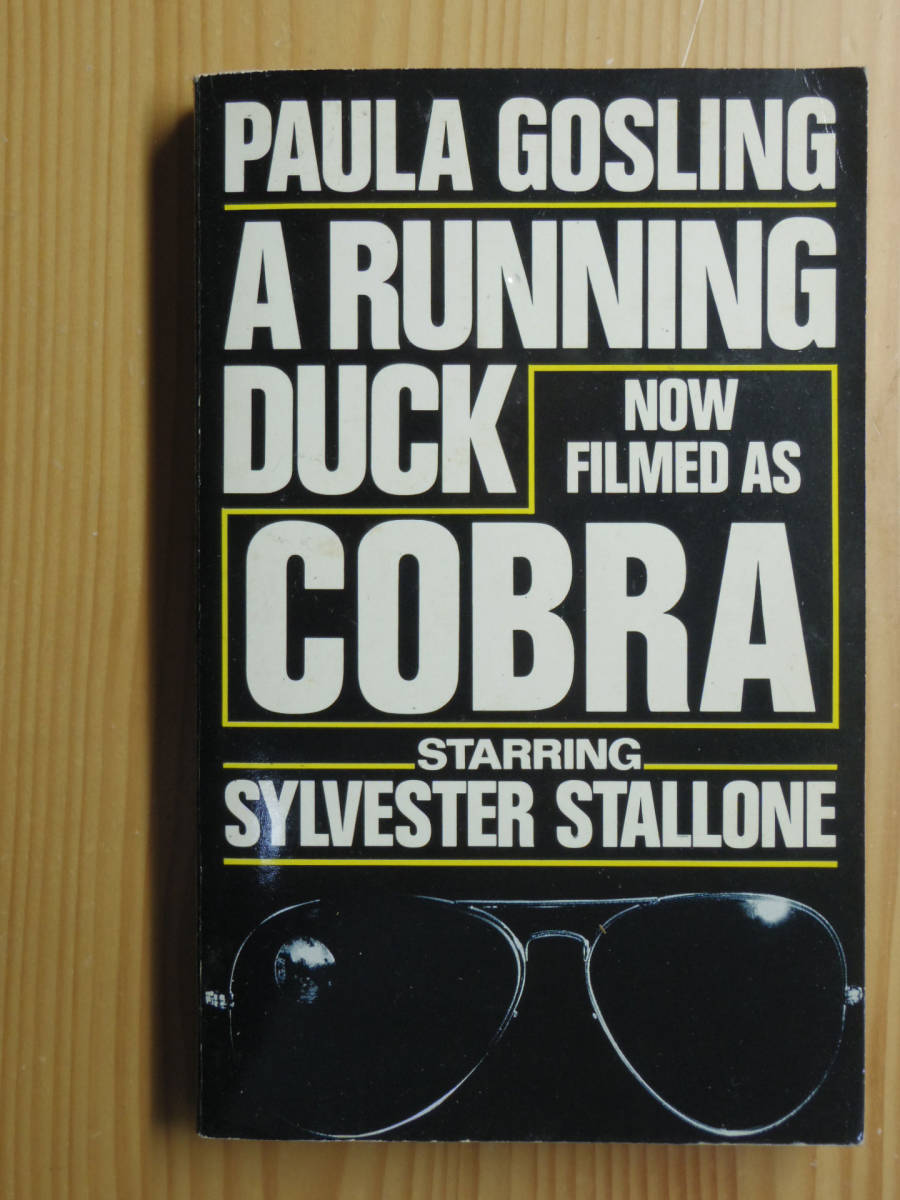 PAULA GOSLING
A RUNNING
DUCK
NOW
FILMED AS
COBRA
STARRING
SYLVESTER STALLONE